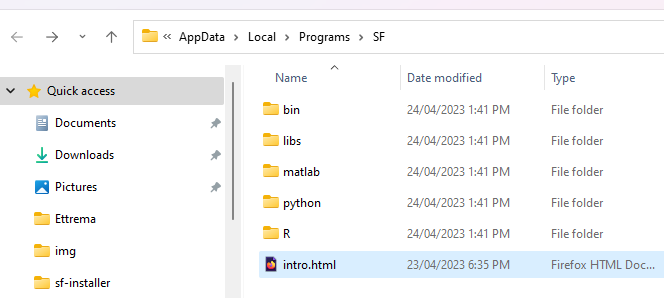 « AppData › Local › Programs › SF
Quick access
Documents
Downloads
Pictures
Ettrema
img
sf-installer
Name Date modified Type
bin 24/04/2023 1:41 PM File folder
libs 24/04/2023 1:41 PM File folder
matlab 24/04/2023 1:41 PM File folder
python 24/04/2023 1:41 PM File folder
R 24/04/2023 1:41 PM File folder
intro.html 23/04/2023 6:35 PM Firefox HTML Doc...